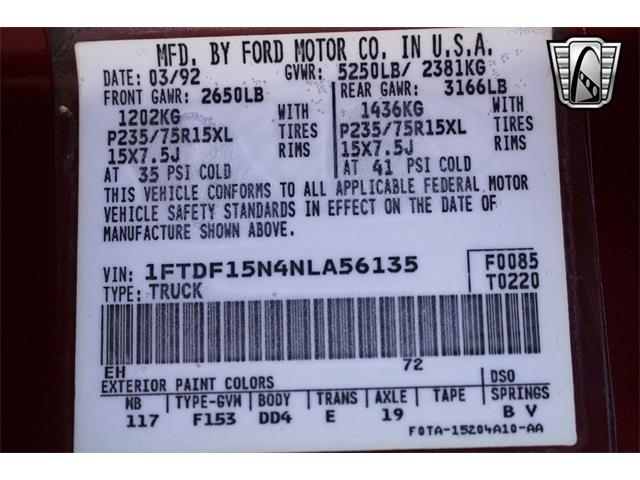 MFD. BY FORD MOTOR CO. IN U.S.A.
DATE: 03/92 GVWR: 5250LB/ 2381KG
FRONT GAWR: 2650LB REAR GAWR: 3166LB
1202KG WITH 1436KG WITH
P235/75R15XL TIRES P235/75R15XL TIRES
15X7.5J RIMS 15X7.5J RIMS
AT 35 PSI COLD AT 41 PSI COLD
THIS VEHICLE CONFORMS TO ALL APPLICABLE FEDERAL MOTOR
VEHICLE SAFETY STANDARDS IN EFFECT ON THE DATE OF
MANUFACTURE SHOWN ABOVE.
VIN: 1FTDF15N4NLA56135 F0085
TYPE: TRUCK T0220
EH 72
EXTERIOR PAINT COLORS DSO
WB TYPE-GVW BODY TRANS AXLE TAPE SPRINGS
117 F153 DD4 E 19 B V
F0TA-15204A10-AA